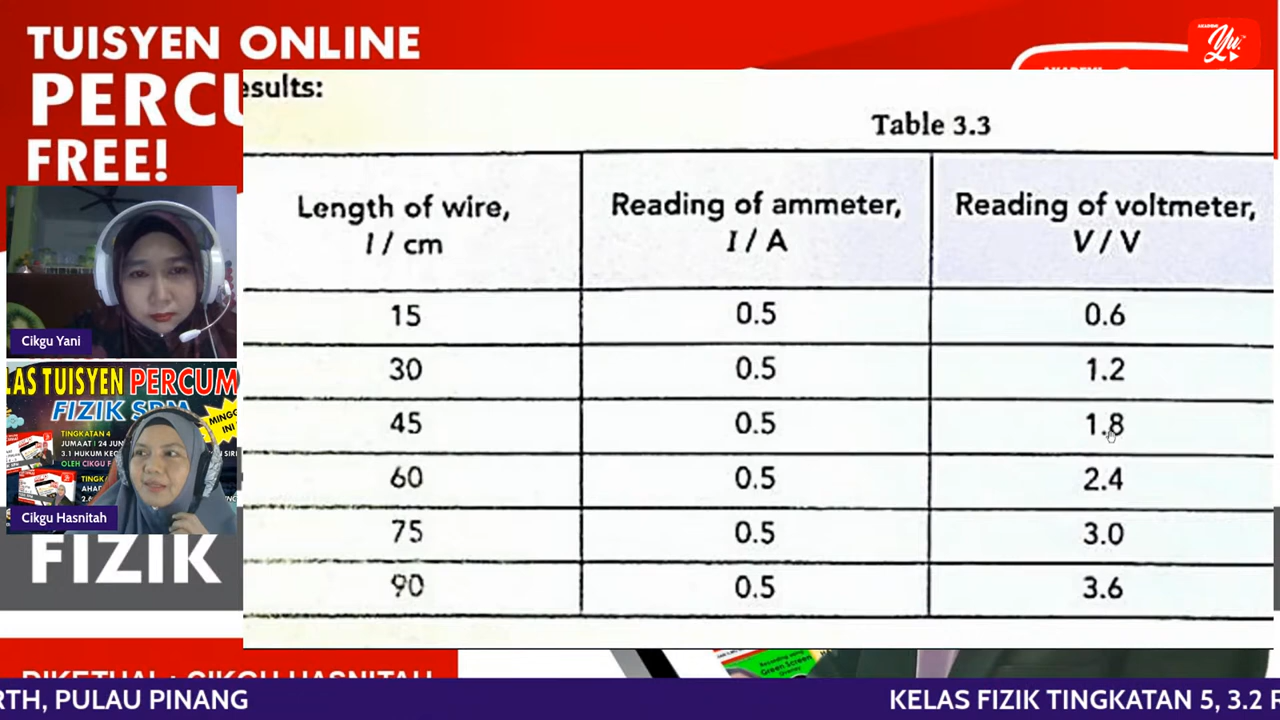 TUISYEN ONLINE
PERCU
FREE!
esults:
Table 3.3
Length of wire, l / cm
Reading of ammeter, I / A
Reading of voltmeter, V / V
15 0.5 0.6
30 0.5 1.2
45 0.5 1.8
60 0.5 2.4
75 0.5 3.0
90 0.5 3.6
Cikgu Yani
LAS TUISYEN PERCUM
FIZIK SPM
MINGG
INI
TINGKATAN 4
3.1 HUKUM KE
OLEH CIKGU F
Cikgu Hasnitah
FIZIK
Green Screen
RTH, PULAU PINANG
KELAS FIZIK TINGKATAN 5, 3.2 P